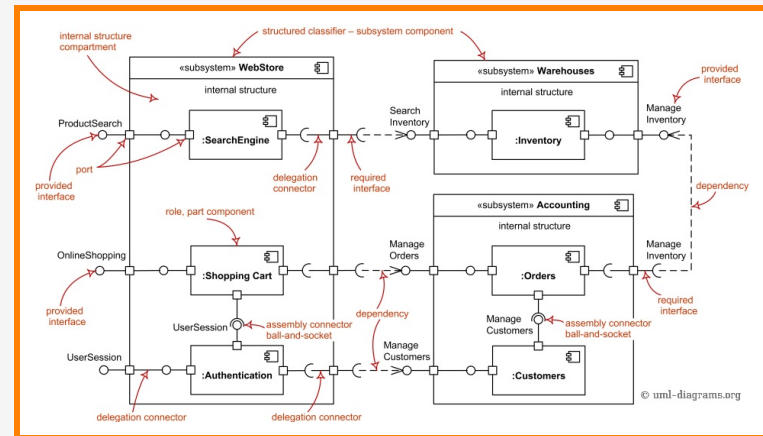 structured classifier – subsystem component
internal structure
compartment
«subsystem» WebStore
internal structure
«subsystem» Warehouses
internal structure
provided
interface
ProductSearch
:SearchEngine
Search
Inventory
:Inventory
Manage
Inventory
port
provided
interface
delegation
connector
required
interface
dependency
role, part component
«subsystem» Accounting
internal structure
OnlineShopping
:Shopping Cart
Manage
Orders
:Orders
Manage
Inventory
provided
interface
dependency
required
interface
UserSession
assembly connector
ball-and-socket
Manage
Customers
assembly connector
ball-and-socket
UserSession
:Authentication
Manage
Customers
:Customers
© uml-diagrams.org
delegation connector
delegation connector